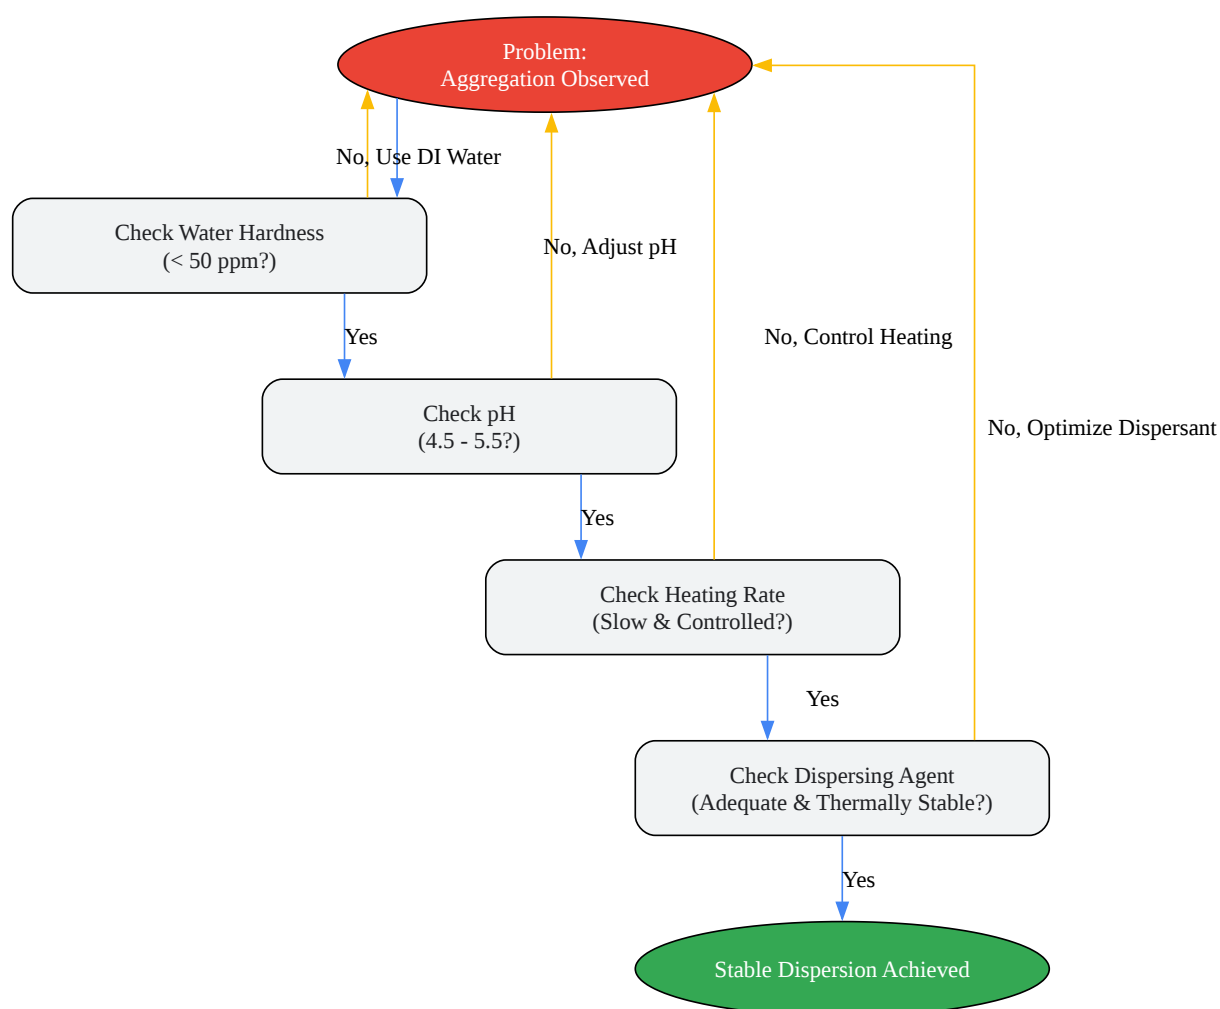 Problem:
Aggregation Observed
No, Use DI Water
Check Water Hardness
(< 50 ppm?)
No, Adjust pH
Yes
No, Control Heating
Check pH
(4.5 - 5.5?)
No, Optimize Dispersant
Yes
Check Heating Rate
(Slow & Controlled?)
Yes
Check Dispersing Agent
(Adequate & Thermally Stable?)
Yes
Stable Dispersion Achieved